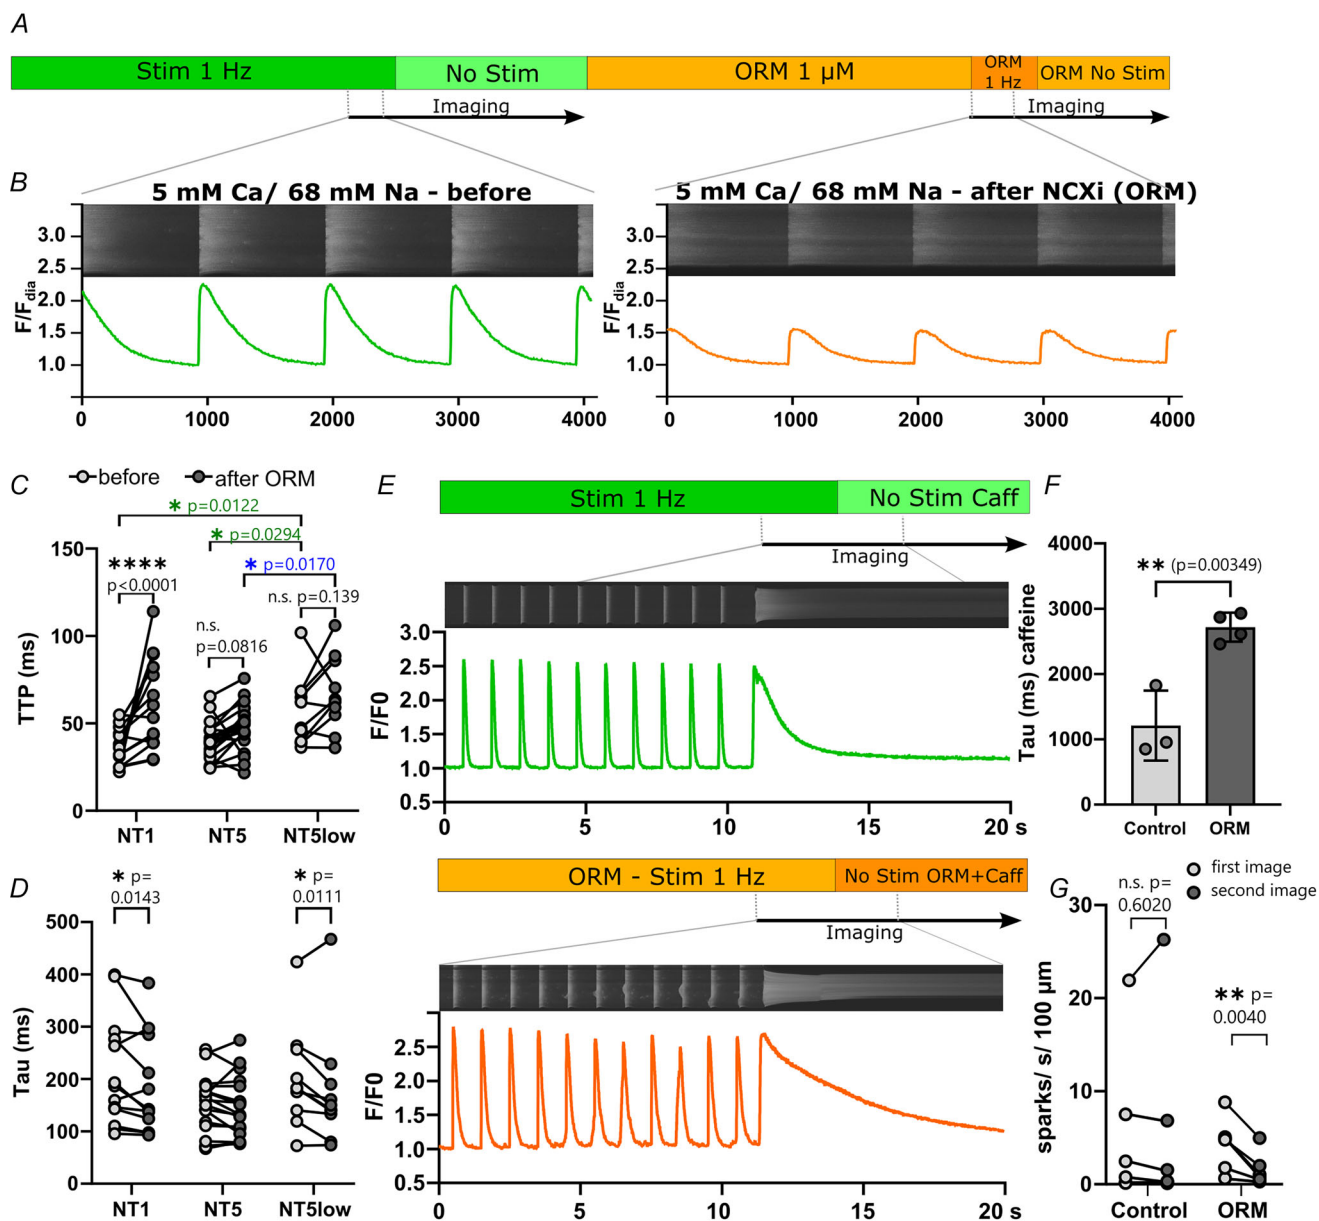 A
Stim 1 Hz
No Stim
ORM 1 µM
ORM
1 Hz
ORM No Stim
Imaging
Imaging
B
5 mM Ca/ 68 mM Na - before
5 mM Ca/ 68 mM Na - after NCXi (ORM)
F/Fdia
3.0
2.5
2.0
1.5
1.0
0
1000
2000
3000
4000
F/Fdia
3.0
2.5
2.0
1.5
1.0
0
1000
2000
3000
4000
C
before
after ORM
* p=0.0122
* p=0.0294
* p=0.0170
****
p<0.0001
n.s.
p=0.0816
n.s. p=0.139
TTP (ms)
150
100
50
0
NT1
NT5
NT5low
D
* p=
0.0143
* p=
0.0111
Tau (ms)
500
400
300
200
100
0
NT1
NT5
NT5low
E
Stim 1 Hz
No Stim Caff
Imaging
F/F0
3.0
2.5
2.0
1.5
1.0
0.5
0
5
10
15
20 s
ORM - Stim 1 Hz
No Stim ORM+Caff
Imaging
F/F0
2.5
2.0
1.5
1.0
0.5
0
5
10
15
20 s
F
** (p=0.00349)
Tau (ms) caffeine
4000
3000
2000
1000
0
Control
ORM
G
first image
second image
n.s. p=
0.6020
** p=
0.0040
sparks/ s/ 100 µm
30
20
10
0
Control
ORM